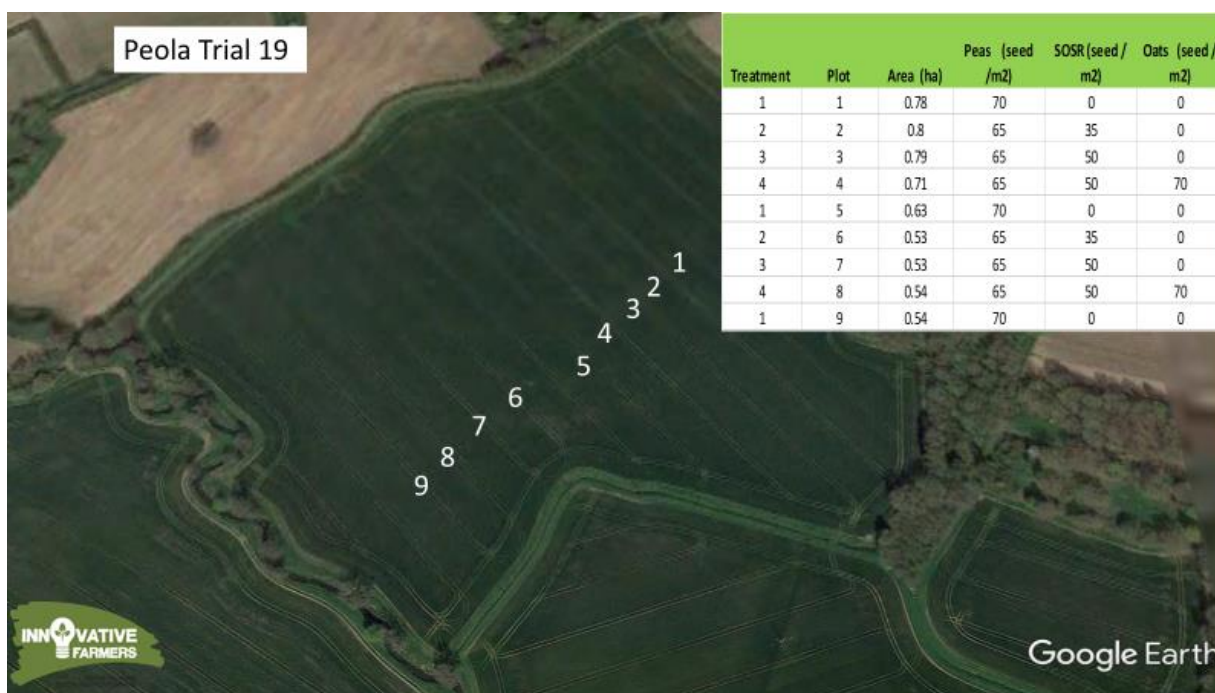 Peola Trial 19
Treatment Plot Area (ha) Peas (seed /m2) SOSR (seed / m2) Oats (seed / m2)
1 1 0.78 70 0 0
2 2 0.8 65 35 0
3 3 0.79 65 50 0
4 4 0.71 65 50 70
1 5 0.63 70 0 0
2 6 0.53 65 35 0
3 7 0.53 65 50 0
4 8 0.54 65 50 70
1 9 0.54 70 0 0
1
2
3
4
5
6
7
8
9
INNOVATIVE
FARMERS
Google Earth